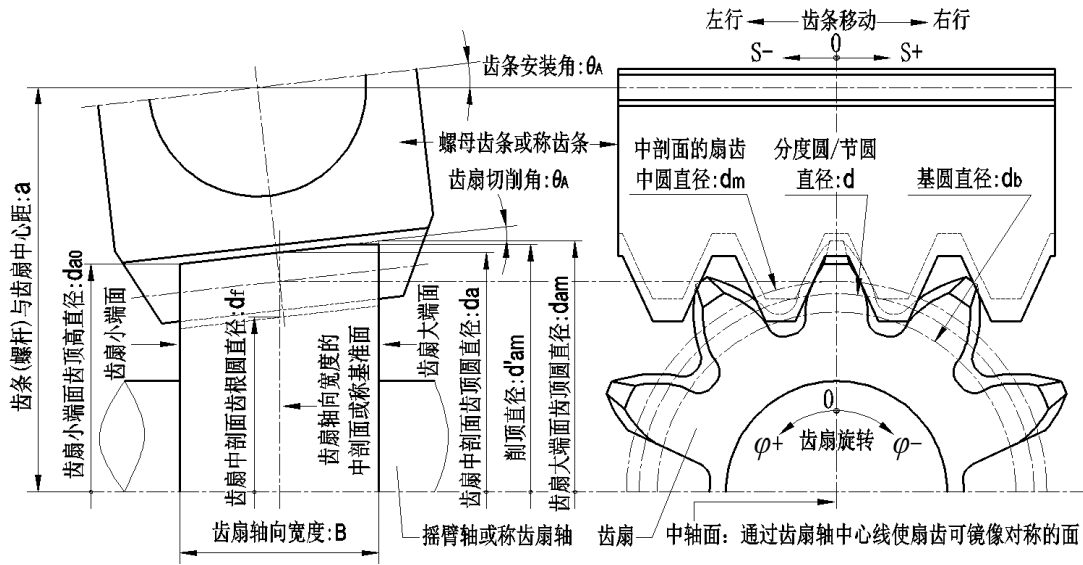 左行
齿条移动
右行
S-
0
S+
齿条安装角:θA
螺母齿条或称齿条
齿扇切削角:θA
中剖面的扇齿
中圆直径:dm
分度圆/节圆
直径:d
基圆直径:db
齿条(螺杆)与齿扇中心距:a
齿扇小端面齿顶高直径:da0
齿扇小端面
齿扇中剖面齿根圆直径:df
齿扇轴向宽度的
中剖面或称基准面
齿扇大端面
齿扇中剖面齿顶圆直径:da
削顶直径:d'am
齿扇大端面齿顶圆直径:dam
0
φ+
齿扇旋转
φ-
齿扇轴向宽度:B
摇臂轴或称齿扇轴
齿扇
中轴面：通过齿扇轴中心线使扇齿可镜像对称的面